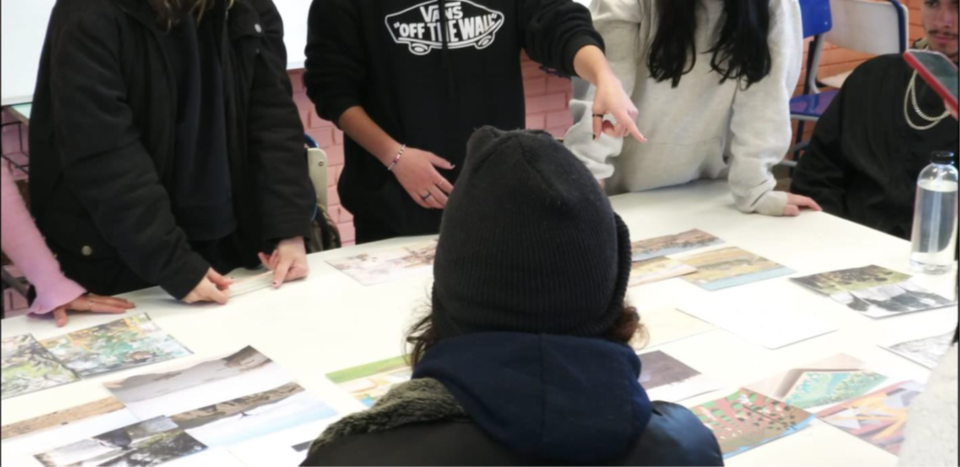 VANS
"OFF THE WALL"